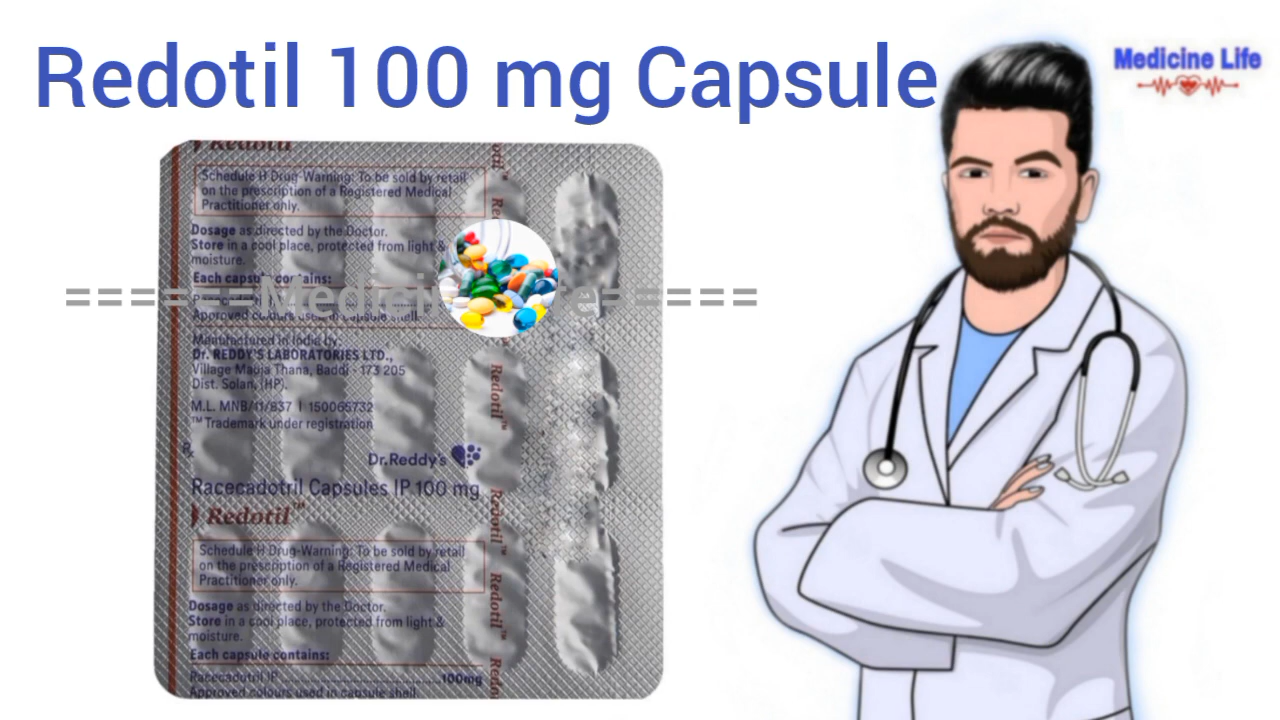 Redotil 100 mg Capsule
Medicine Life
Redotil
Schedule H Drug-Warning: To be sold by retail
on the prescription of a Registered Medical
Practitioner only.
Dosage as directed by the Doctor.
Store in a cool place, protected from light &
moisture.
Each capsule contains:
Approved colours used in capsule shell.
Manufactured in India by:
Dr. REDDY'S LABORATORIES LTD.,
Village Mauja Thana, Baddi - 173 205
Dist. Solan, (HP).
M.L. MNB/11/837 | 150065732
™ Trademark under registration
Rx
Dr.Reddy's
Racecadotril Capsules IP 100 mg
Redotil™
Schedule H Drug-Warning: To be sold by retail
on the prescription of a Registered Medical
Practitioner only.
Dosage as directed by the Doctor.
Store in a cool place, protected from light &
moisture.
Each capsule contains:
Racecadotril IP ..............................100mg
Approved colours used in capsule shell.
Redotil™
Redotil™
Redotil™